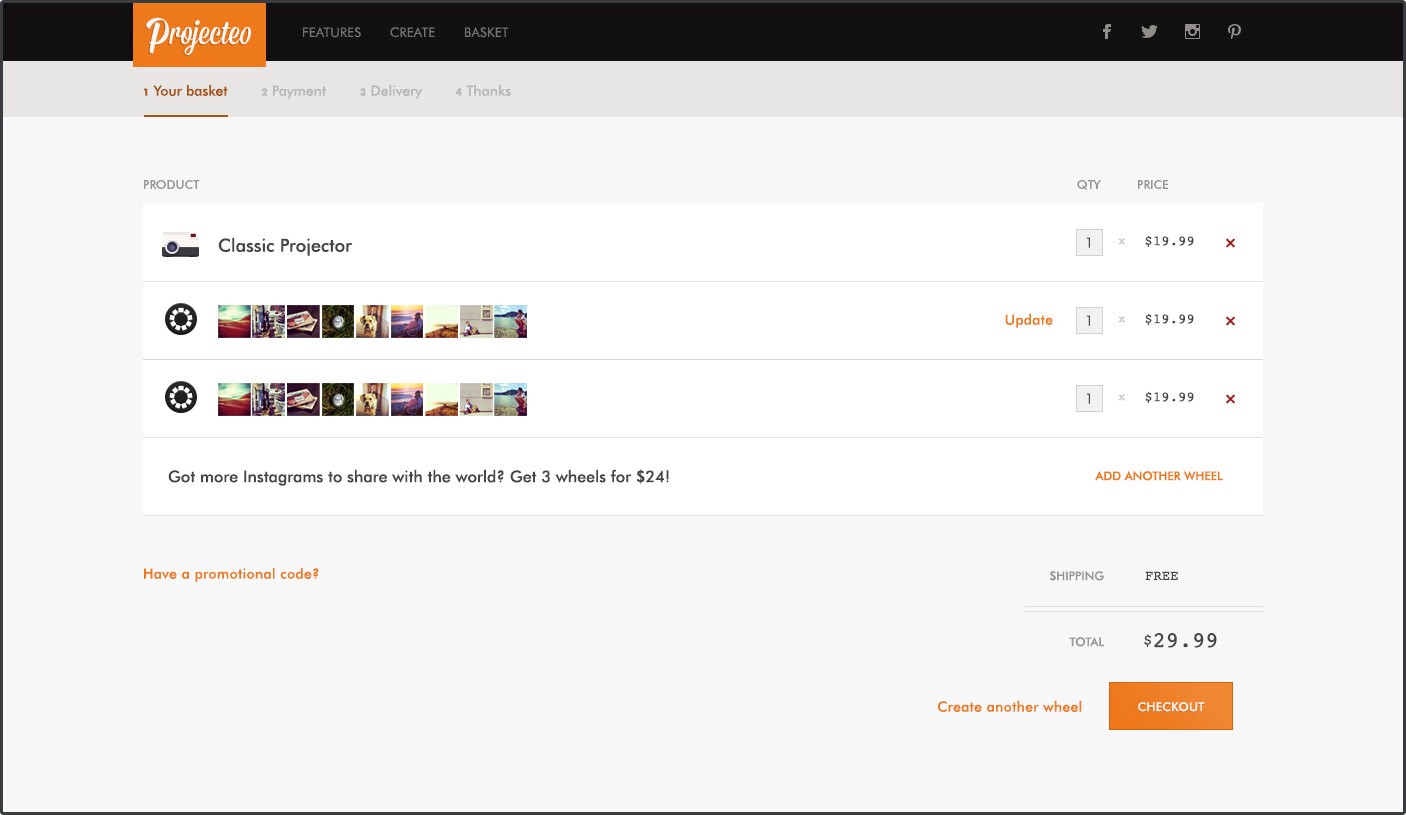 Projecteo FEATURES CREATE BASKET
1 Your basket 2 Payment 3 Delivery 4 Thanks
PRODUCT QTY PRICE
Classic Projector 1 x $19.99 ×
Update 1 x $19.99 ×
1 x $19.99 ×
Got more Instagrams to share with the world? Get 3 wheels for $24! ADD ANOTHER WHEEL
Have a promotional code? SHIPPING FREE
TOTAL $29.99
Create another wheel CHECKOUT